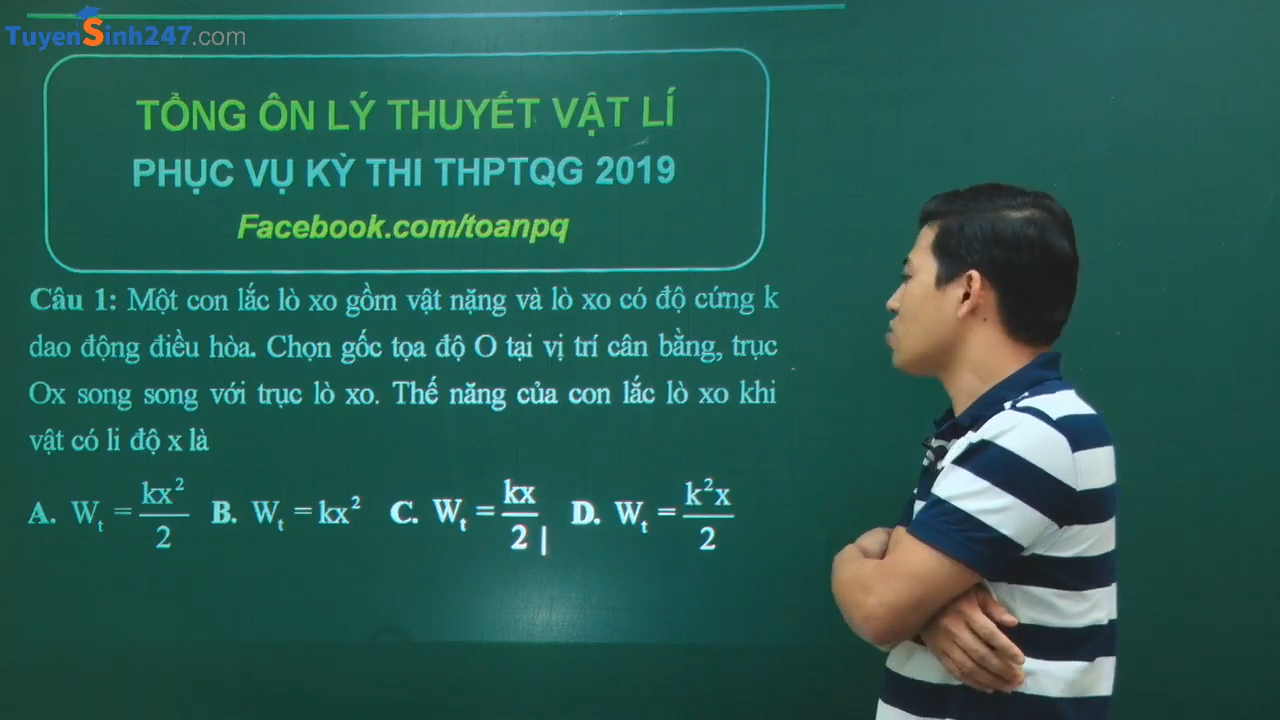 TuyenSinh247.com
TỔNG ÔN LÝ THUYẾT VẬT LÍ
PHỤC VỤ KỲ THI THPTQG 2019
Facebook.com/toanpq
Câu 1: Một con lắc lò xo gồm vật nặng và lò xo có độ cứng k
dao động điều hòa. Chọn gốc tọa độ O tại vị trí cân bằng, trục
Ox song song với trục lò xo. Thế năng của con lắc lò xo khi
vật có li độ x là
A. Wₜ = kx²/2 B. Wₜ = kx² C. Wₜ = kx/2 D. Wₜ = k²x/2